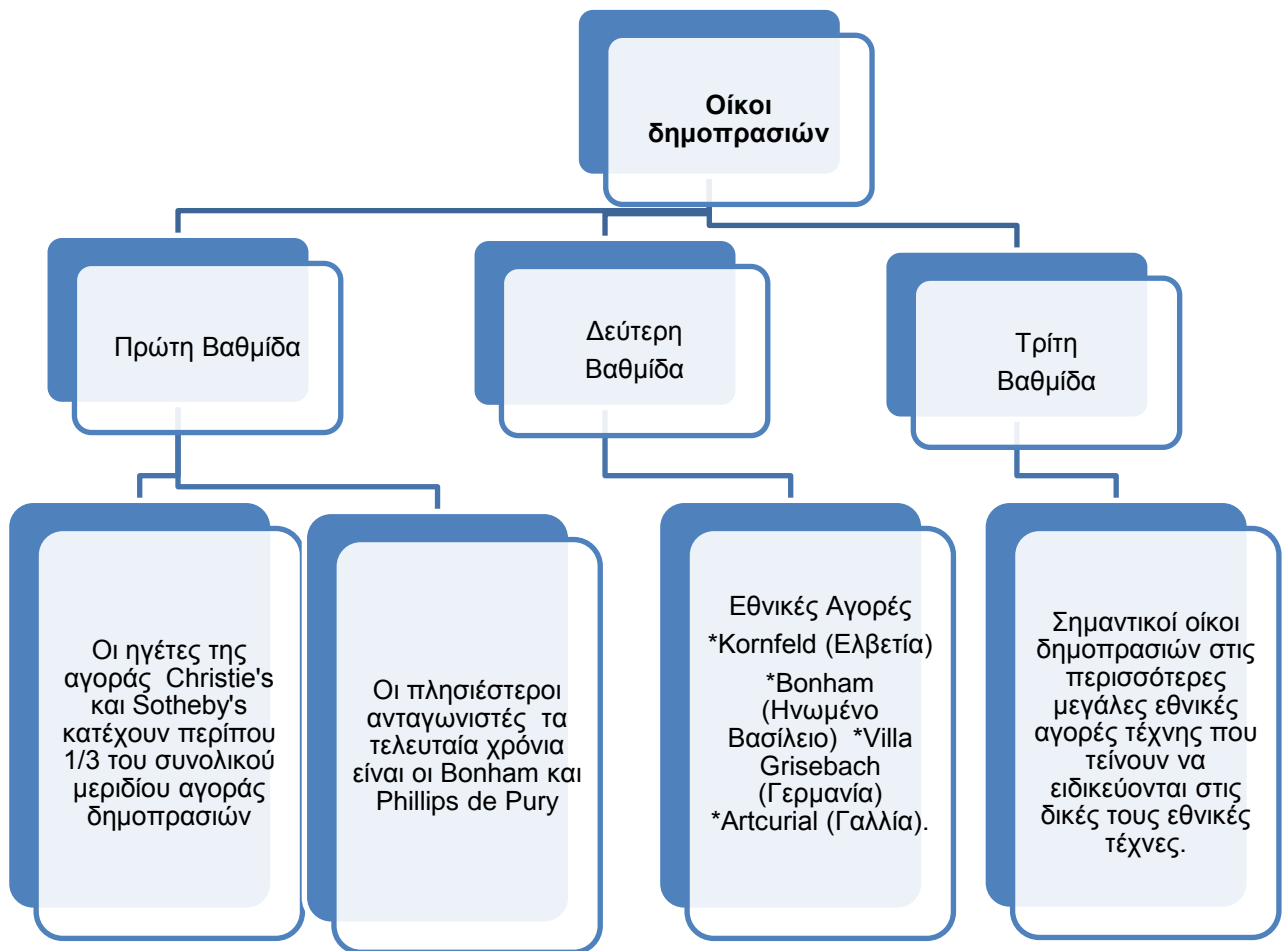 Οίκοι
δημοπρασιών
Πρώτη Βαθμίδα
Δεύτερη
Βαθμίδα
Τρίτη
Βαθμίδα
Οι ηγέτες της
αγοράς Christie's
και Sotheby's
κατέχουν περίπου
1/3 του συνολικού
μεριδίου αγοράς
δημοπρασιών
Οι πλησιέστεροι
ανταγωνιστές τα
τελευταία χρόνια
είναι οι Bonham και
Phillips de Pury
Εθνικές Αγορές
*Kornfeld (Ελβετία)
*Bonham
(Ηνωμένο
Βασίλειο) *Villa
Grisebach
(Γερμανία)
*Artcurial (Γαλλία).
Σημαντικοί οίκοι
δημοπρασιών στις
περισσότερες
μεγάλες εθνικές
αγορές τέχνης που
τείνουν να
ειδικεύονται στις
δικές τους εθνικές
τέχνες.